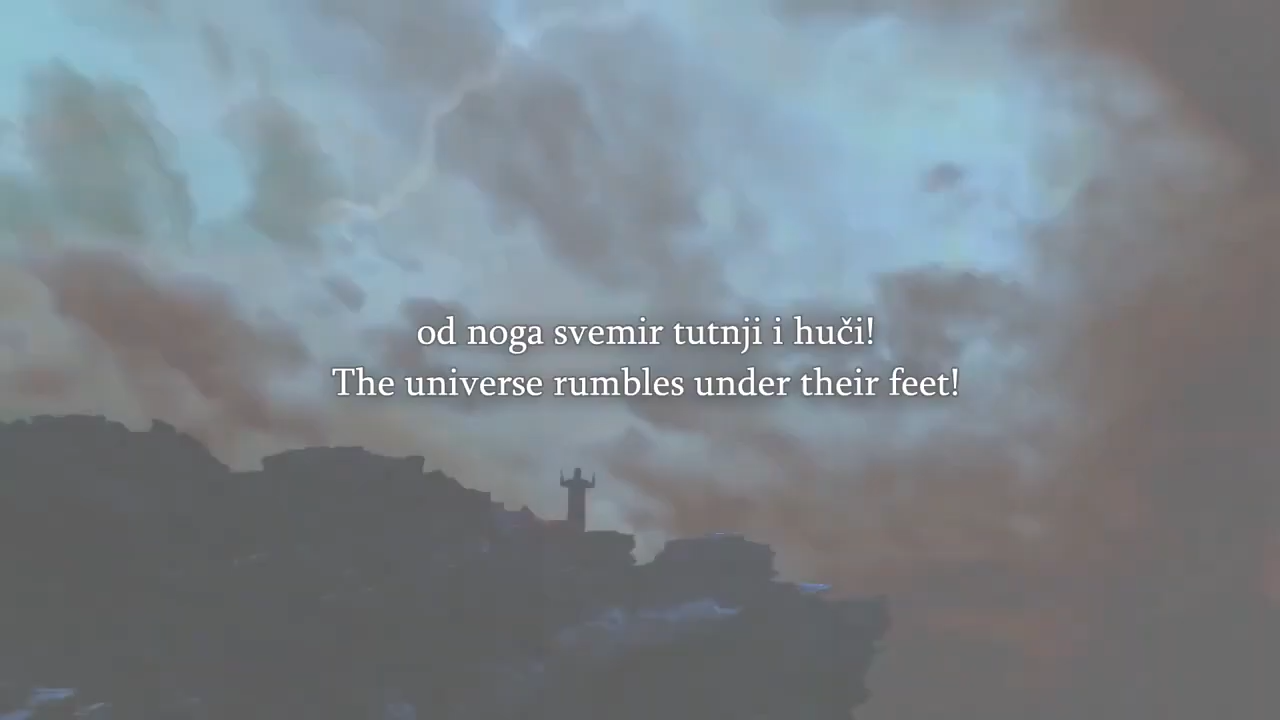 od noga svemir tutnji i huči!
The universe rumbles under their feet!